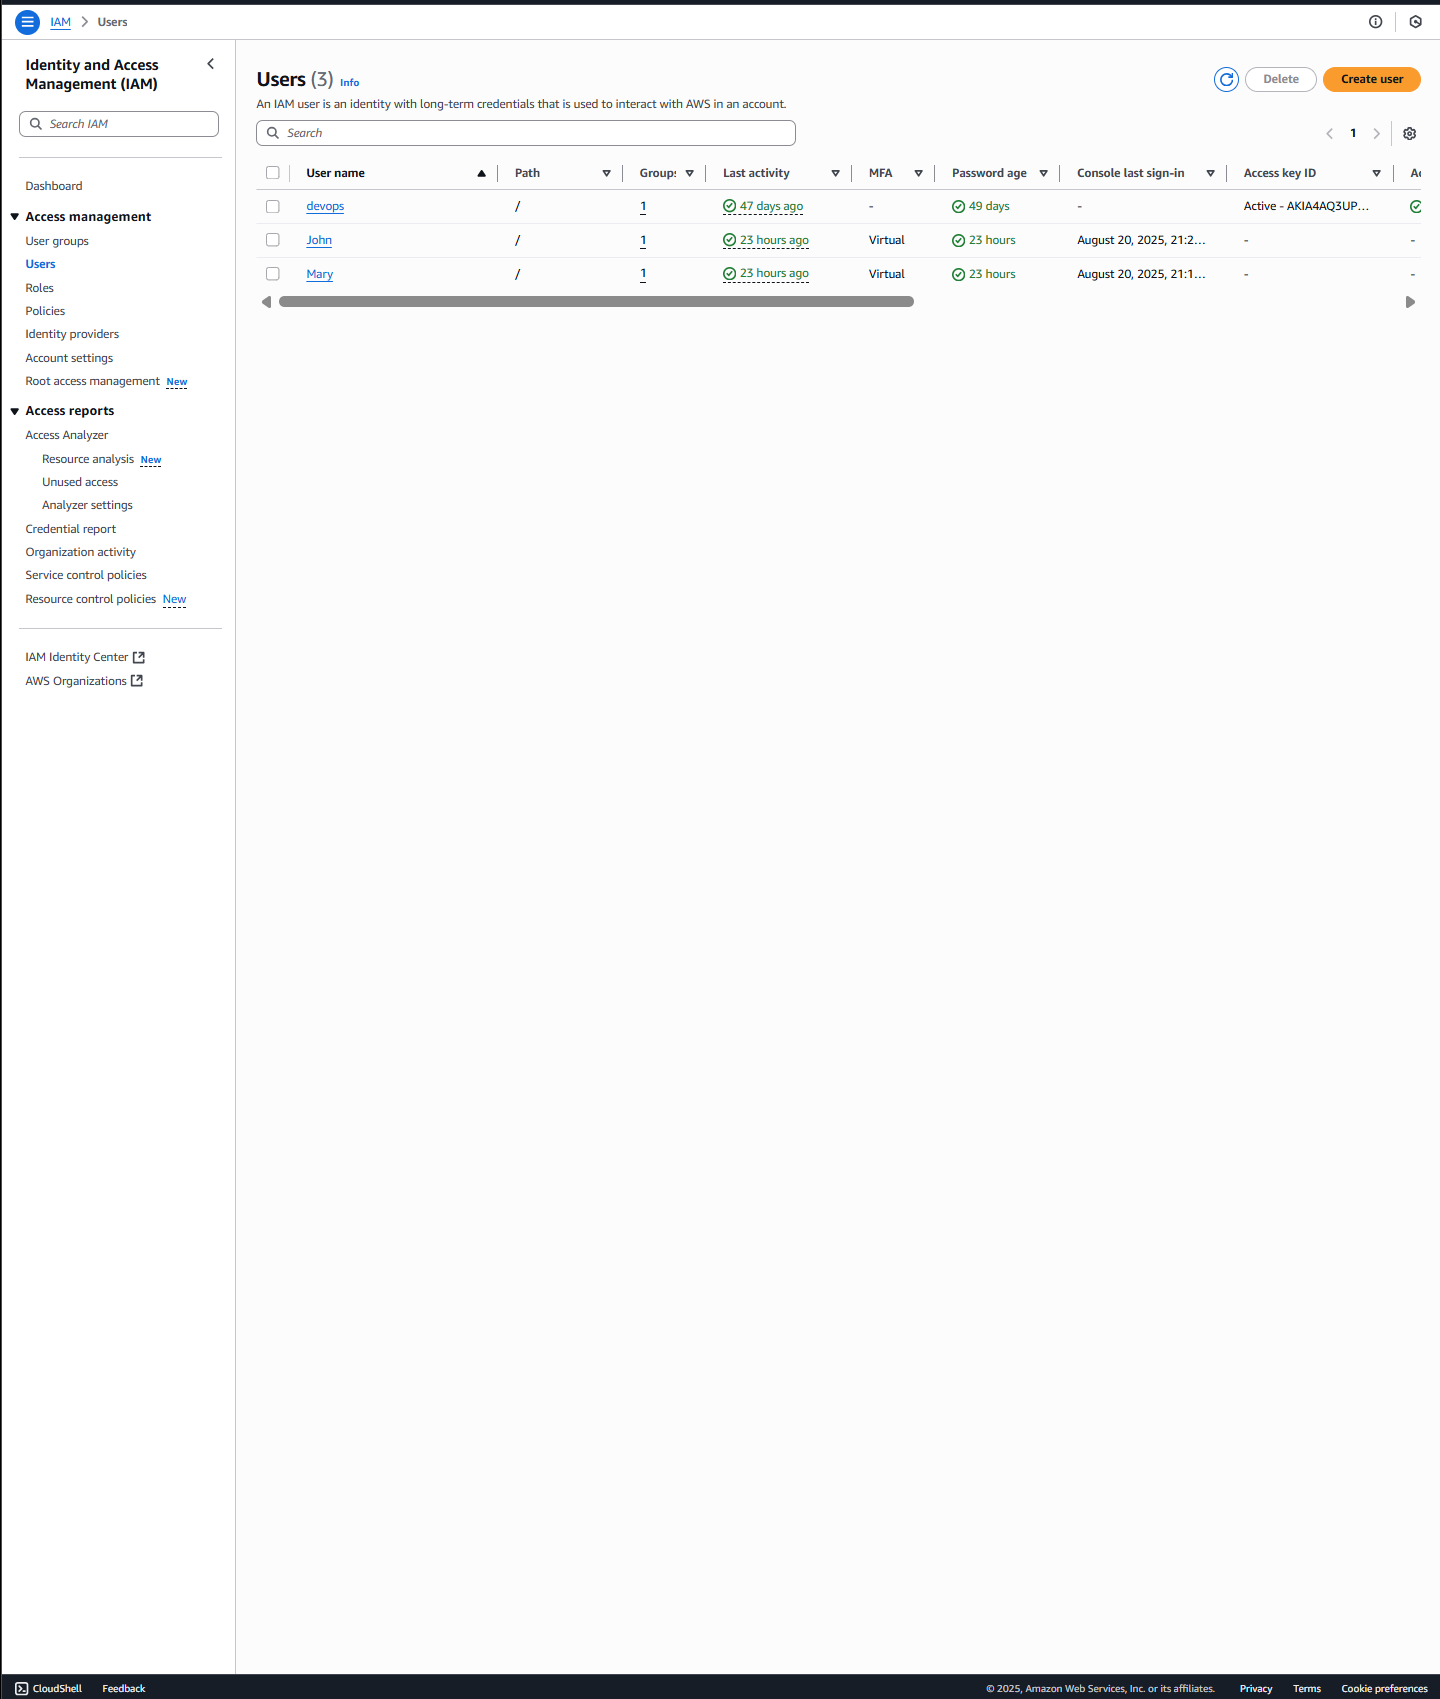 IAM > Users
Identity and Access
Management (IAM)
Search IAM
Dashboard
Access management
User groups
Users
Roles
Policies
Identity providers
Account settings
Root access management New
Access reports
Access Analyzer
Resource analysis New
Unused access
Analyzer settings
Credential report
Organization activity
Service control policies
Resource control policies New
IAM Identity Center
AWS Organizations
Users (3) Info
Delete
Create user
An IAM user is an identity with long-term credentials that is used to interact with AWS in an account.
Search
1
User name Path Groups Last activity MFA Password age Console last sign-in Access key ID
devops / 1 47 days ago - 49 days - Active - AKIA4AQ3UP...
John / 1 23 hours ago Virtual 23 hours August 20, 2025, 21:2... - -
Mary / 1 23 hours ago Virtual 23 hours August 20, 2025, 21:1... - -
CloudShell Feedback © 2025, Amazon Web Services, Inc. or its affiliates. Privacy Terms Cookie preferences